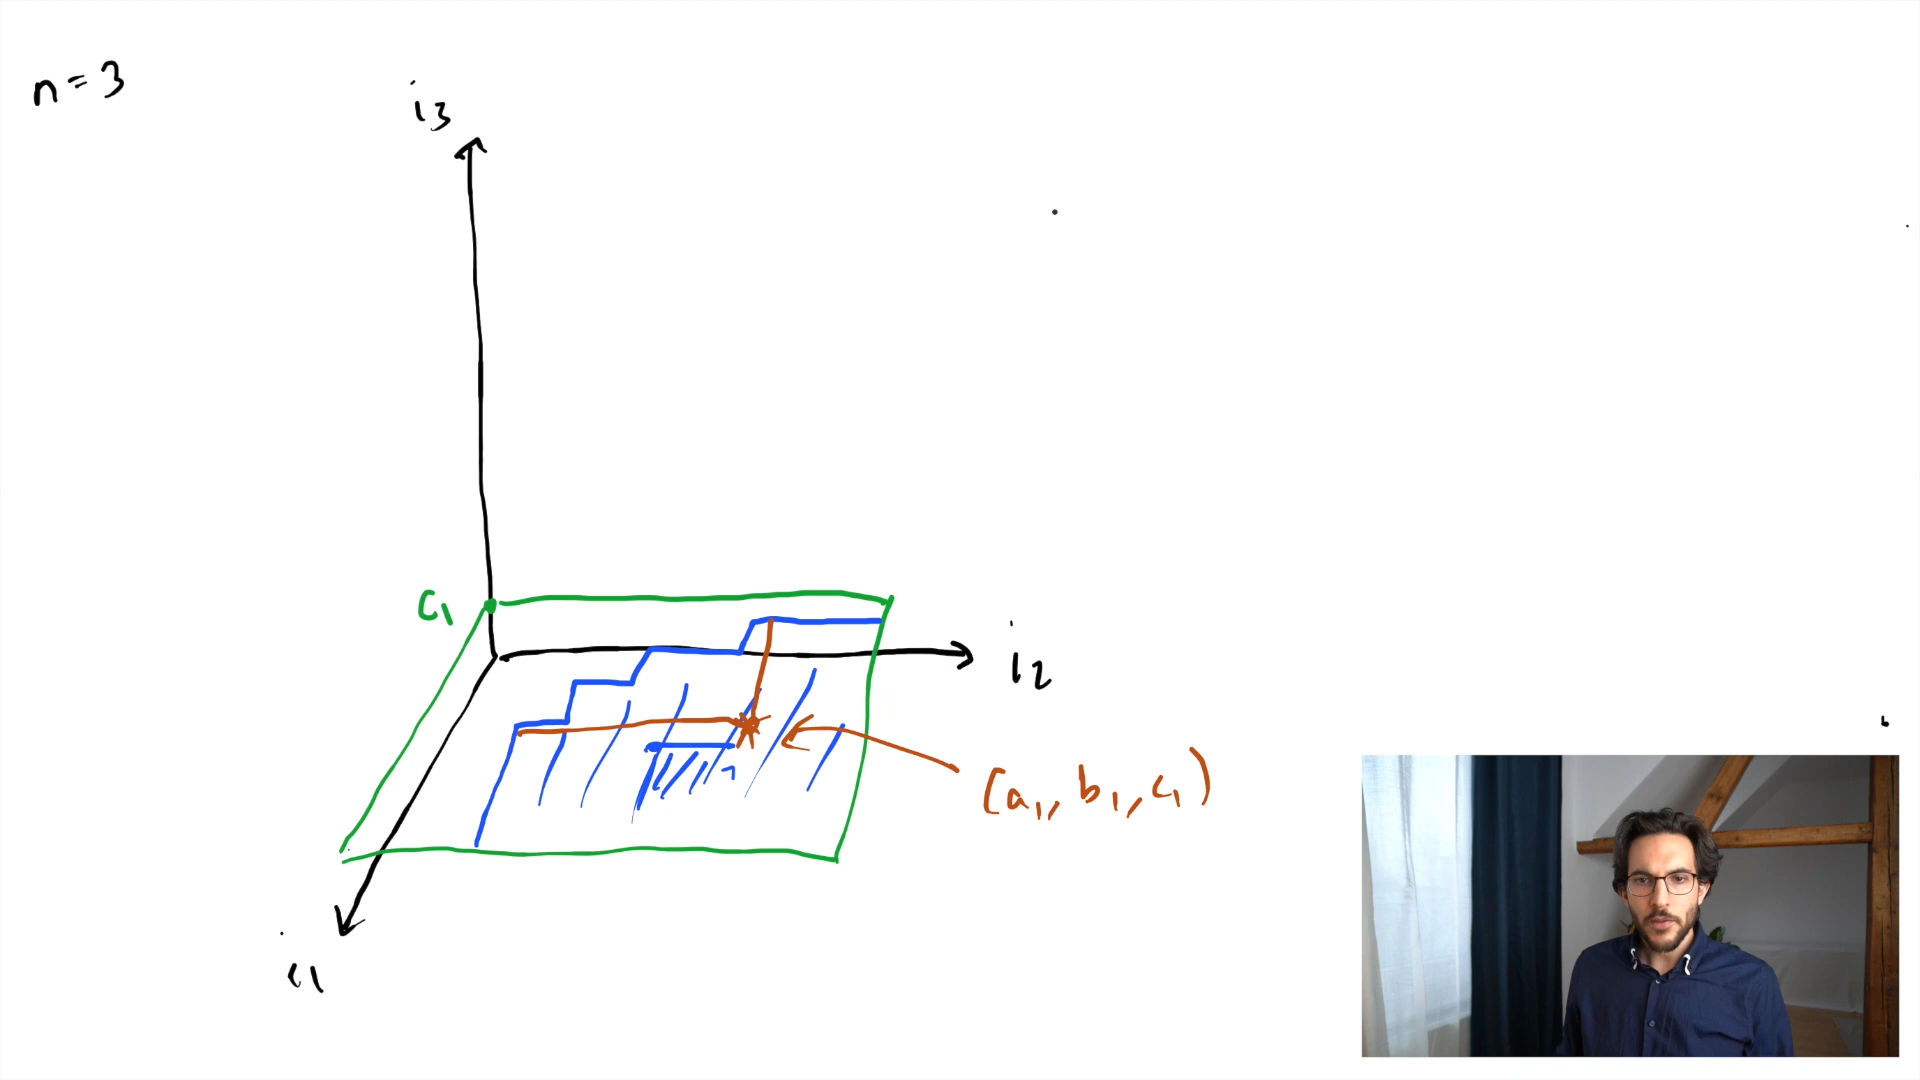 n = 3
i3
c1
i2
(a1, b1, c1)
i1